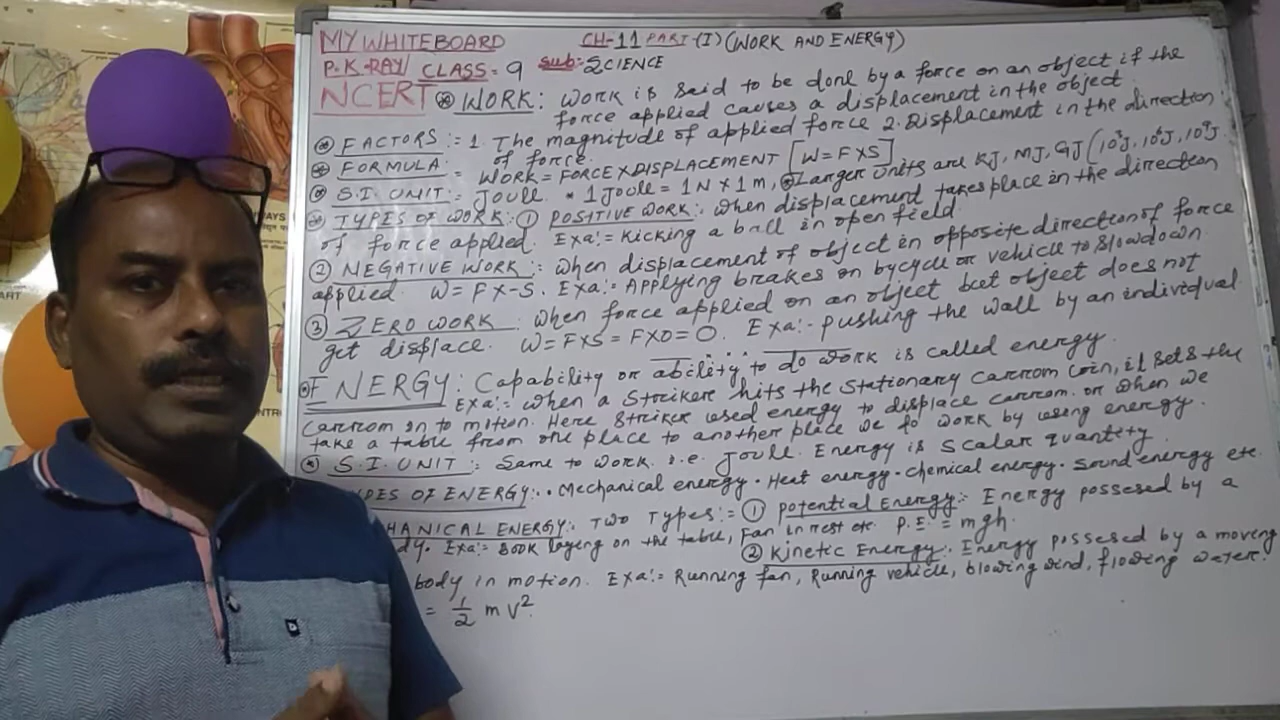 MY WHITEBOARD CH-11 PART-(I) (WORK AND ENERGY)
P.K.RAY CLASS = 9 Sub:- SCIENCE
NCERT WORK: Work is said to be done by a force on an object if the
force applied causes a displacement in the object
FACTORS := 1. The magnitude of applied force 2. Displacement in the direction
of force.
FORMULA = WORK = FORCE X DISPLACEMENT [W = F X S]
S.I. UNIT := Joule * 1 Joule = 1N X 1m, Larger units are KJ, MJ, GJ (10³J, 10⁶J, 10⁹J
TYPES OF WORK: ① POSITIVE WORK:, When displacement takes place in the direction
of force applied. Exa:= Kicking a ball in open field.
② NEGATIVE WORK :- when displacement of object in opposite direction of force
applied. W = F X -S. Exa:= Applying brakes on bycycle or vehicle to slowdown
③ ZERO WORK. when force applied on an object but object does not
get displace. W = F X S = F X 0 = 0. Exa:- pushing the wall by an individual.
ENERGY: Capability or ability to do work is called energy.
Exa:= when a Striker hits the stationary carrom coin, it sets the
carrom in to motion. Here striker used energy to displace carrom. or when we
take a table from one place to another place we do work by using energy.
S.I. UNIT : Same to work. i.e. Joule. Energy is scalar quantity.
YPES OF ENERGY:. • Mechanical energy • Heat energy • Chemical energy • Sound energy etc.
HANICAL ENERGY:. Two Types:= ① potential Energy:- Energy possesed by a
dy. Exa:= Book laying on the table, Fan in rest etc. P.E. = mgh.
② Kinetic Energy:. Energy possesed by a moving
body in motion. Exa:= Running fan, Running vehicle, blowing wind, flowing water.
= 1/2 mv²
ART